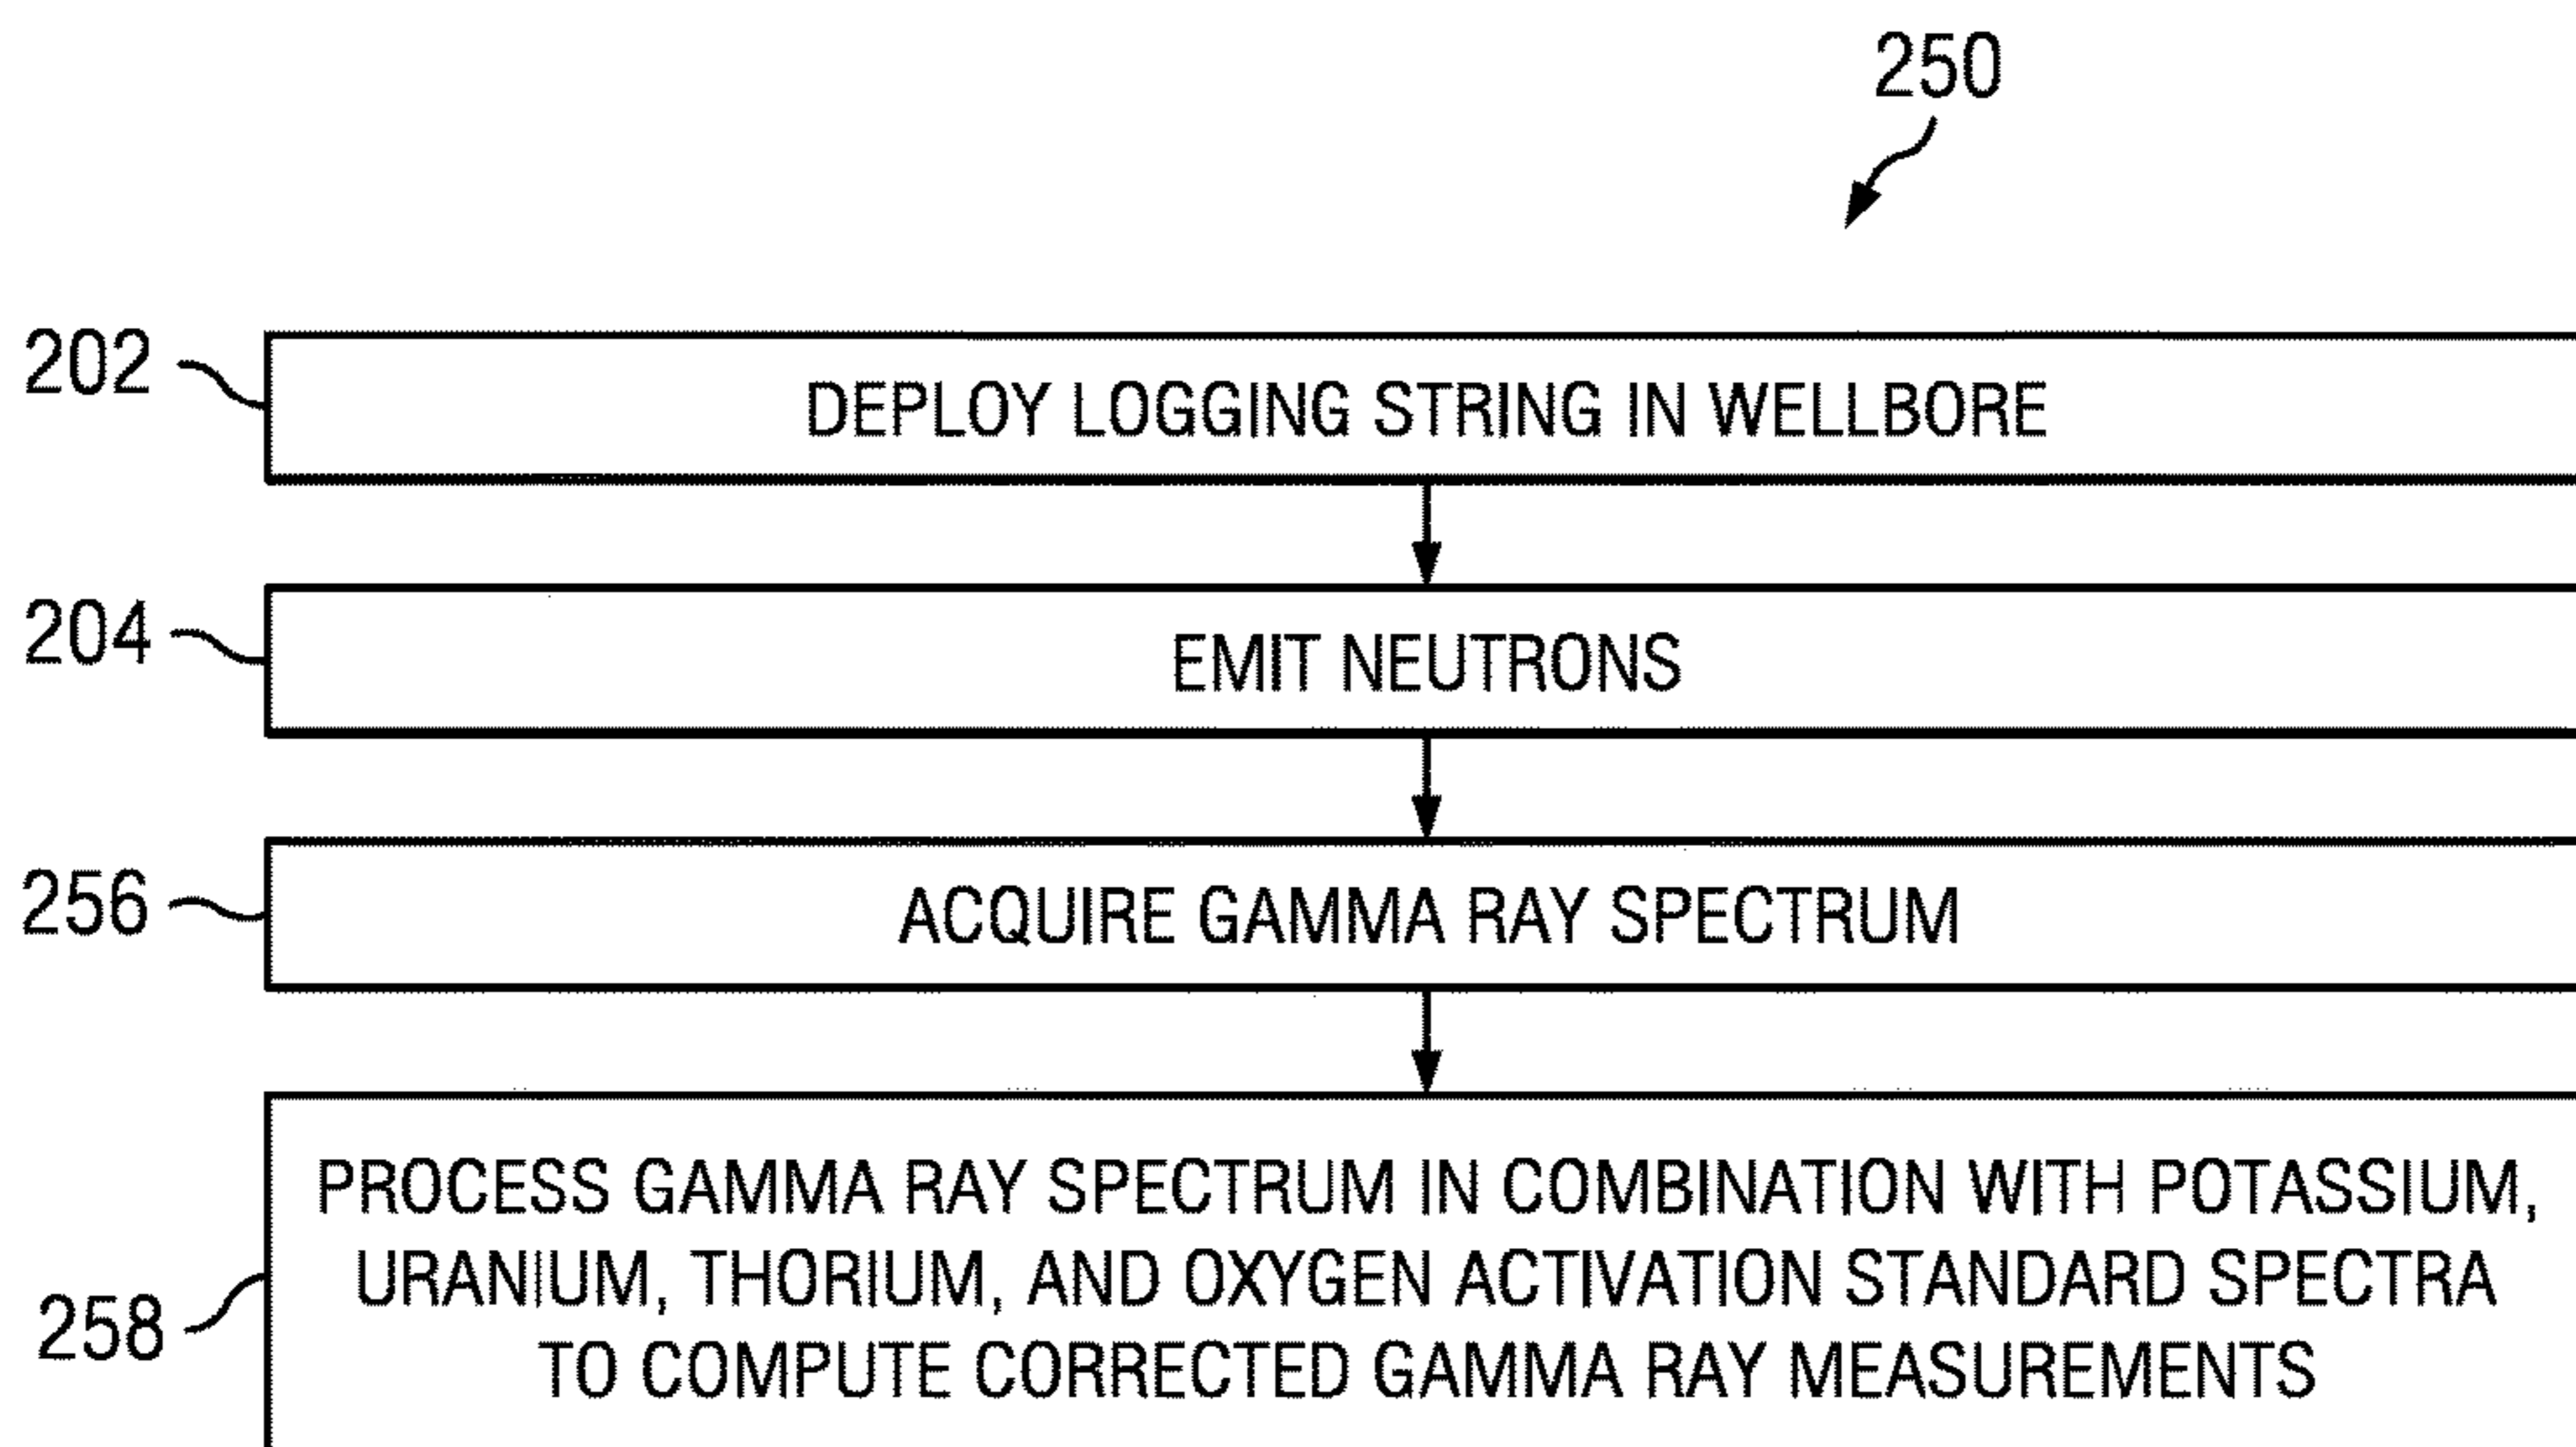 250
202
DEPLOY LOGGING STRING IN WELLBORE
204
EMIT NEUTRONS
256
ACQUIRE GAMMA RAY SPECTRUM
258
PROCESS GAMMA RAY SPECTRUM IN COMBINATION WITH POTASSIUM,
URANIUM, THORIUM, AND OXYGEN ACTIVATION STANDARD SPECTRA
TO COMPUTE CORRECTED GAMMA RAY MEASUREMENTS